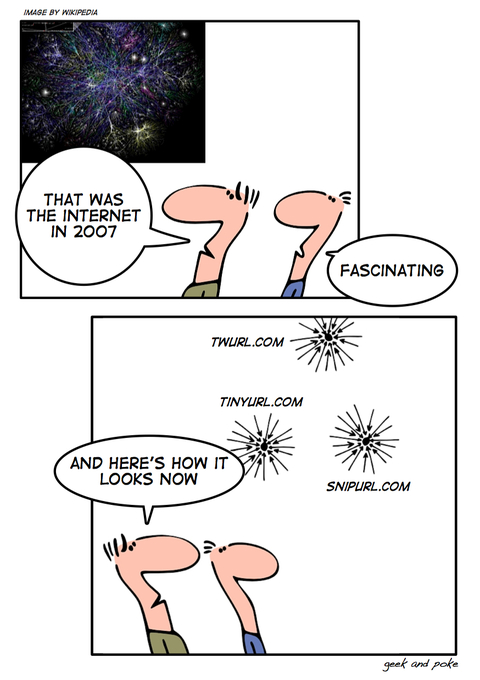 IMAGE BY WIKIPEDIA
THAT WAS
THE INTERNET
IN 2007
FASCINATING
TWURL.COM
TINYURL.COM
SNIPURL.COM
AND HERE'S HOW IT
LOOKS NOW
geek and poke